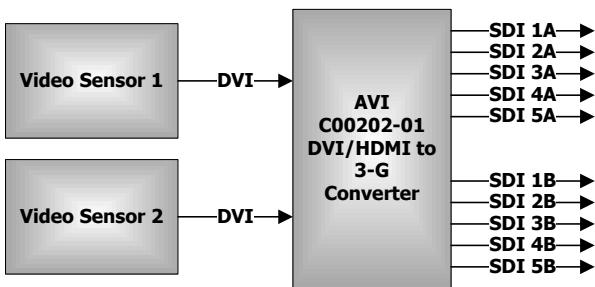 Video Sensor 1
DVI
Video Sensor 2
DVI
AVI
C00202-01
DVI/HDMI to
3-G
Converter
SDI 1A
SDI 2A
SDI 3A
SDI 4A
SDI 5A
SDI 1B
SDI 2B
SDI 3B
SDI 4B
SDI 5B